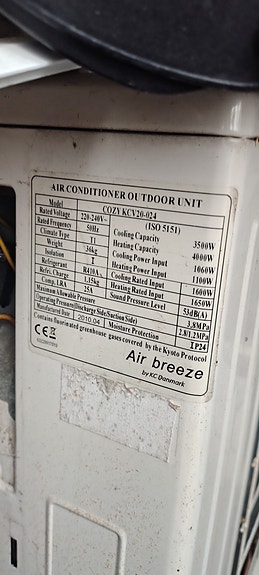 AIR CONDITIONER OUTDOOR UNIT
COZY KCV20-024
Rated Voltage 220-240V~ (ISO 5151)
Rated Frequency 50Hz Cooling Capacity 3500W
Climate Type T1 Heating Capacity 4000W
Weight 36kg Cooling Power Input 1060W
Isolation I Heating Power Input 1100W
Refrigerant R410A Cooling Rated Input 1600W
Refri. Charge 1.15kg Heating Rated Input 1650W
Comp. LRA 25A Sound Pressure Level 53dB(A)
Maximum Allowable Pressure 3.8MPa
Operating Pressure(Discharge Side/Suction Side) 2.8/1.2MPa
Manufactured Date 2010.04 Moisture Protection IP24
Contains fluorinated greenhouse gases covered by the Kyoto Protocol
CE
Air breeze
by KC Danmark